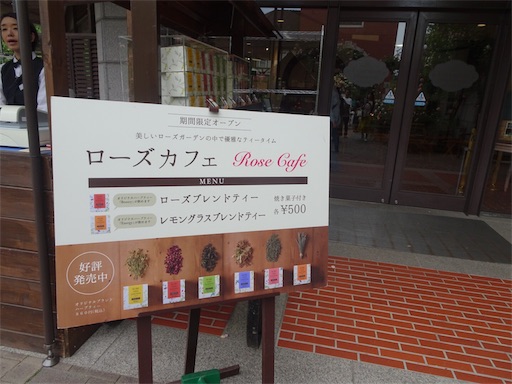 期間限定オープン
美しいローズガーデンの中で優雅なティータイム
ローズカフェ Rose Cafe
MENU
ローズブレンドティー
レモングラスブレンドティー
焼き菓子付き
各 ¥500
好評
発売中